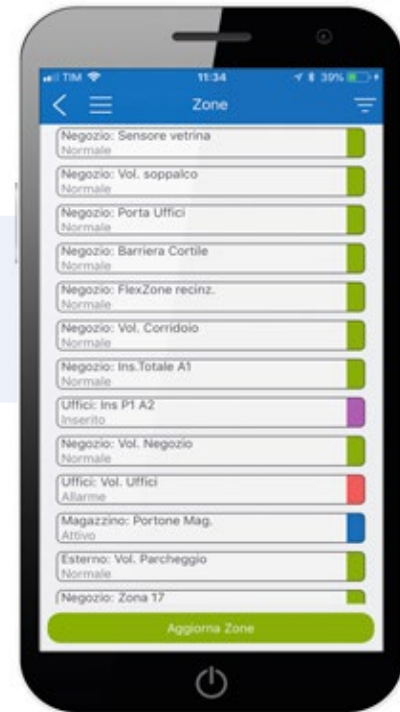 TIM 11:34 39%
Zone
Negozio: Sensore vetrina
Normale
Negozio: Vol. soppalco
Normale
Negozio: Porta Uffici
Normale
Negozio: Barriera Cortile
Normale
Negozio: FlexZone recinz.
Normale
Negozio: Vol. Corridoio
Normale
Negozio: Ins.Totale A1
Normale
Uffici: Ins P1 A2
Inserito
Negozio: Vol. Negozio
Normale
Uffici: Vol. Uffici
Allarme
Magazzino: Portone Mag.
Attivo
Esterno: Vol. Parcheggio
Normale
Negozio: Zona 17
Aggiorna Zone